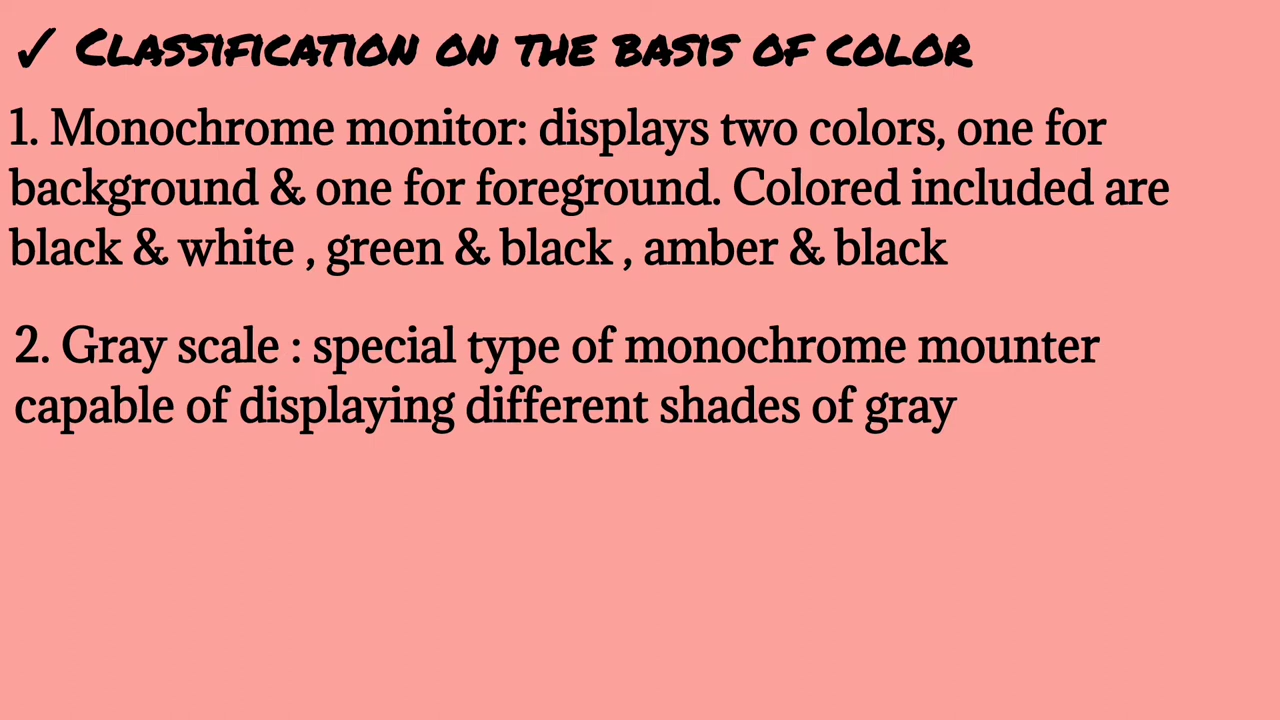 ✓ Classification on the basis of color
1. Monochrome monitor: displays two colors, one for
background & one for foreground. Colored included are
black & white , green & black , amber & black
2. Gray scale : special type of monochrome mounter
capable of displaying different shades of gray